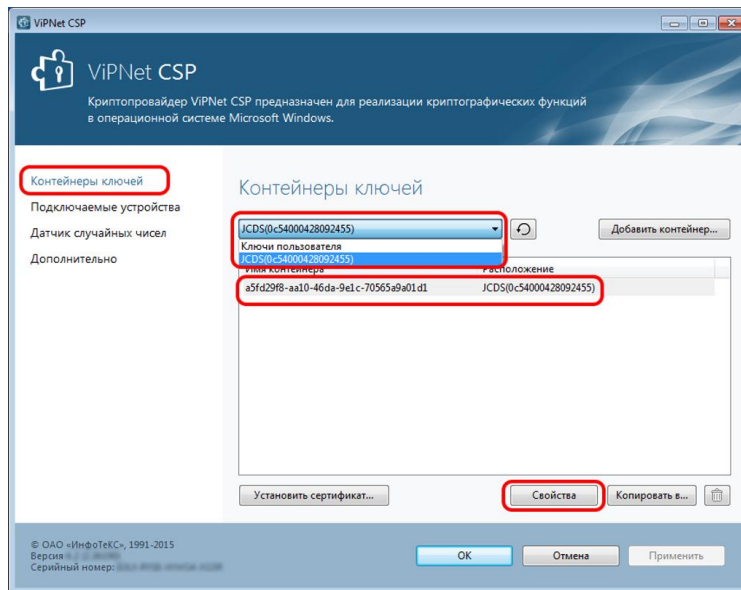 ViPNet CSP
ViPNet CSP
Криптопровайдер ViPNet CSP предназначен для реализации криптографических функций
в операционной системе Microsoft Windows.
Контейнеры ключей
Подключаемые устройства
Датчик случайных чисел
Дополнительно
Контейнеры ключей
JCDS(0c54000428092455)
Добавить контейнер...
Ключи пользователя
JCDS(0c54000428092455)
Имя контейнера Расположение
a5fd29f8-aa10-46da-9e1c-70565a9a01d1 JCDS(0c54000428092455)
Установить сертификат... Свойства Копировать в...
© ОАО «ИнфоТеКС», 1991-2015
Версия
Серийный номер:
OK Отмена Применить